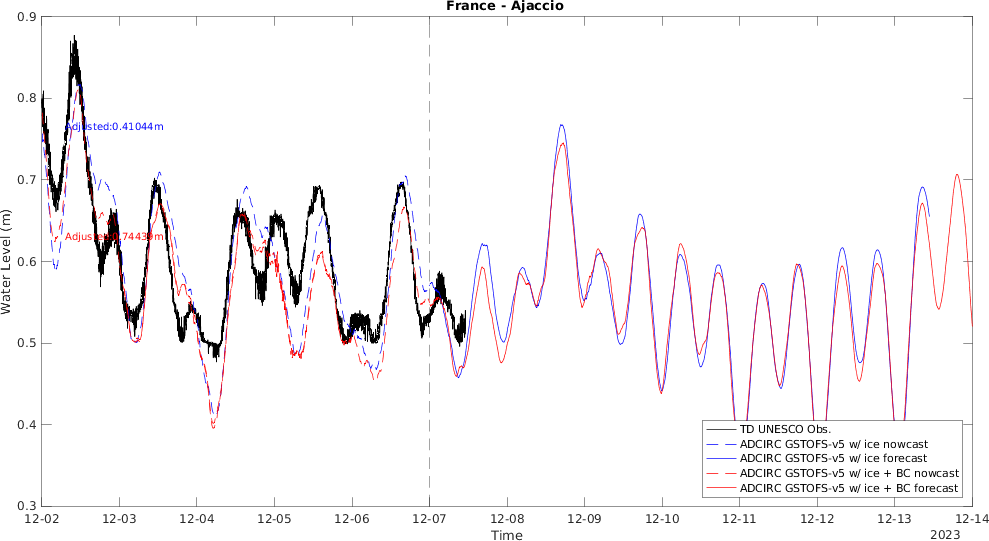 France - Ajaccio
0.9
0.8
0.7
0.6
0.5
0.4
0.3
Water Level (m)
Adjusted:0.41044m
TD UNESCO Obs.
ADCIRC GSTOFS-v5 w/ ice nowcast
ADCIRC GSTOFS-v5 w/ ice forecast
ADCIRC GSTOFS-v5 w/ ice + BC nowcast
ADCIRC GSTOFS-v5 w/ ice + BC forecast
12-02 12-03 12-04 12-05 12-06 12-07 12-08 12-09 12-10 12-11 12-12 12-13 12-14
Time
2023